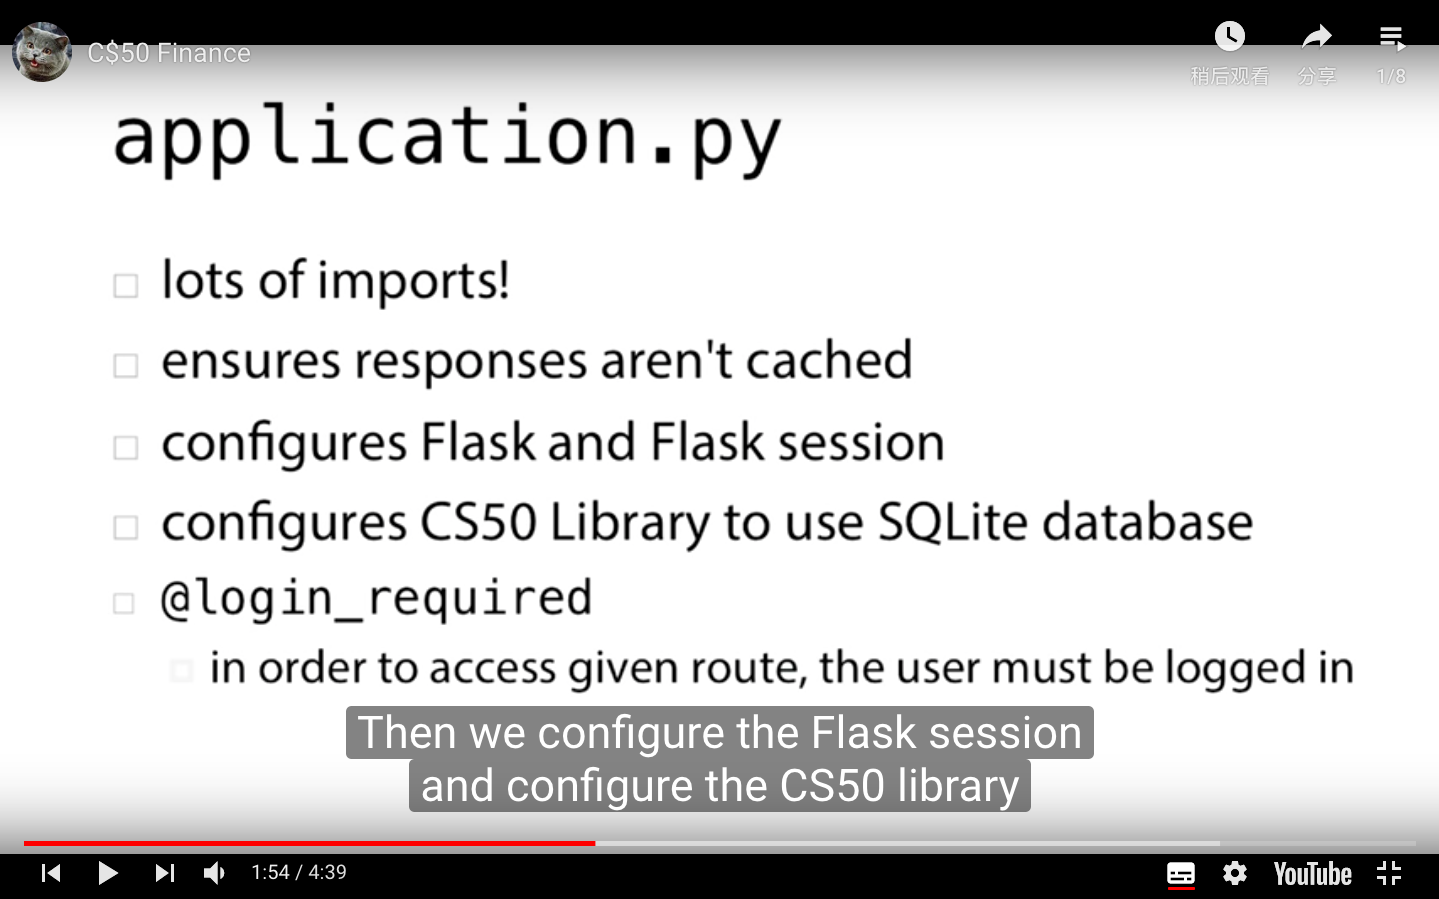 C$50 Finance
稍后观看
分享
1/8
application.py
lots of imports!
ensures responses aren't cached
configures Flask and Flask session
configures CS50 Library to use SQLite database
@login_required
in order to access given route, the user must be logged in
Then we configure the Flask session
and configure the CS50 library
1:54 / 4:39
YouTube